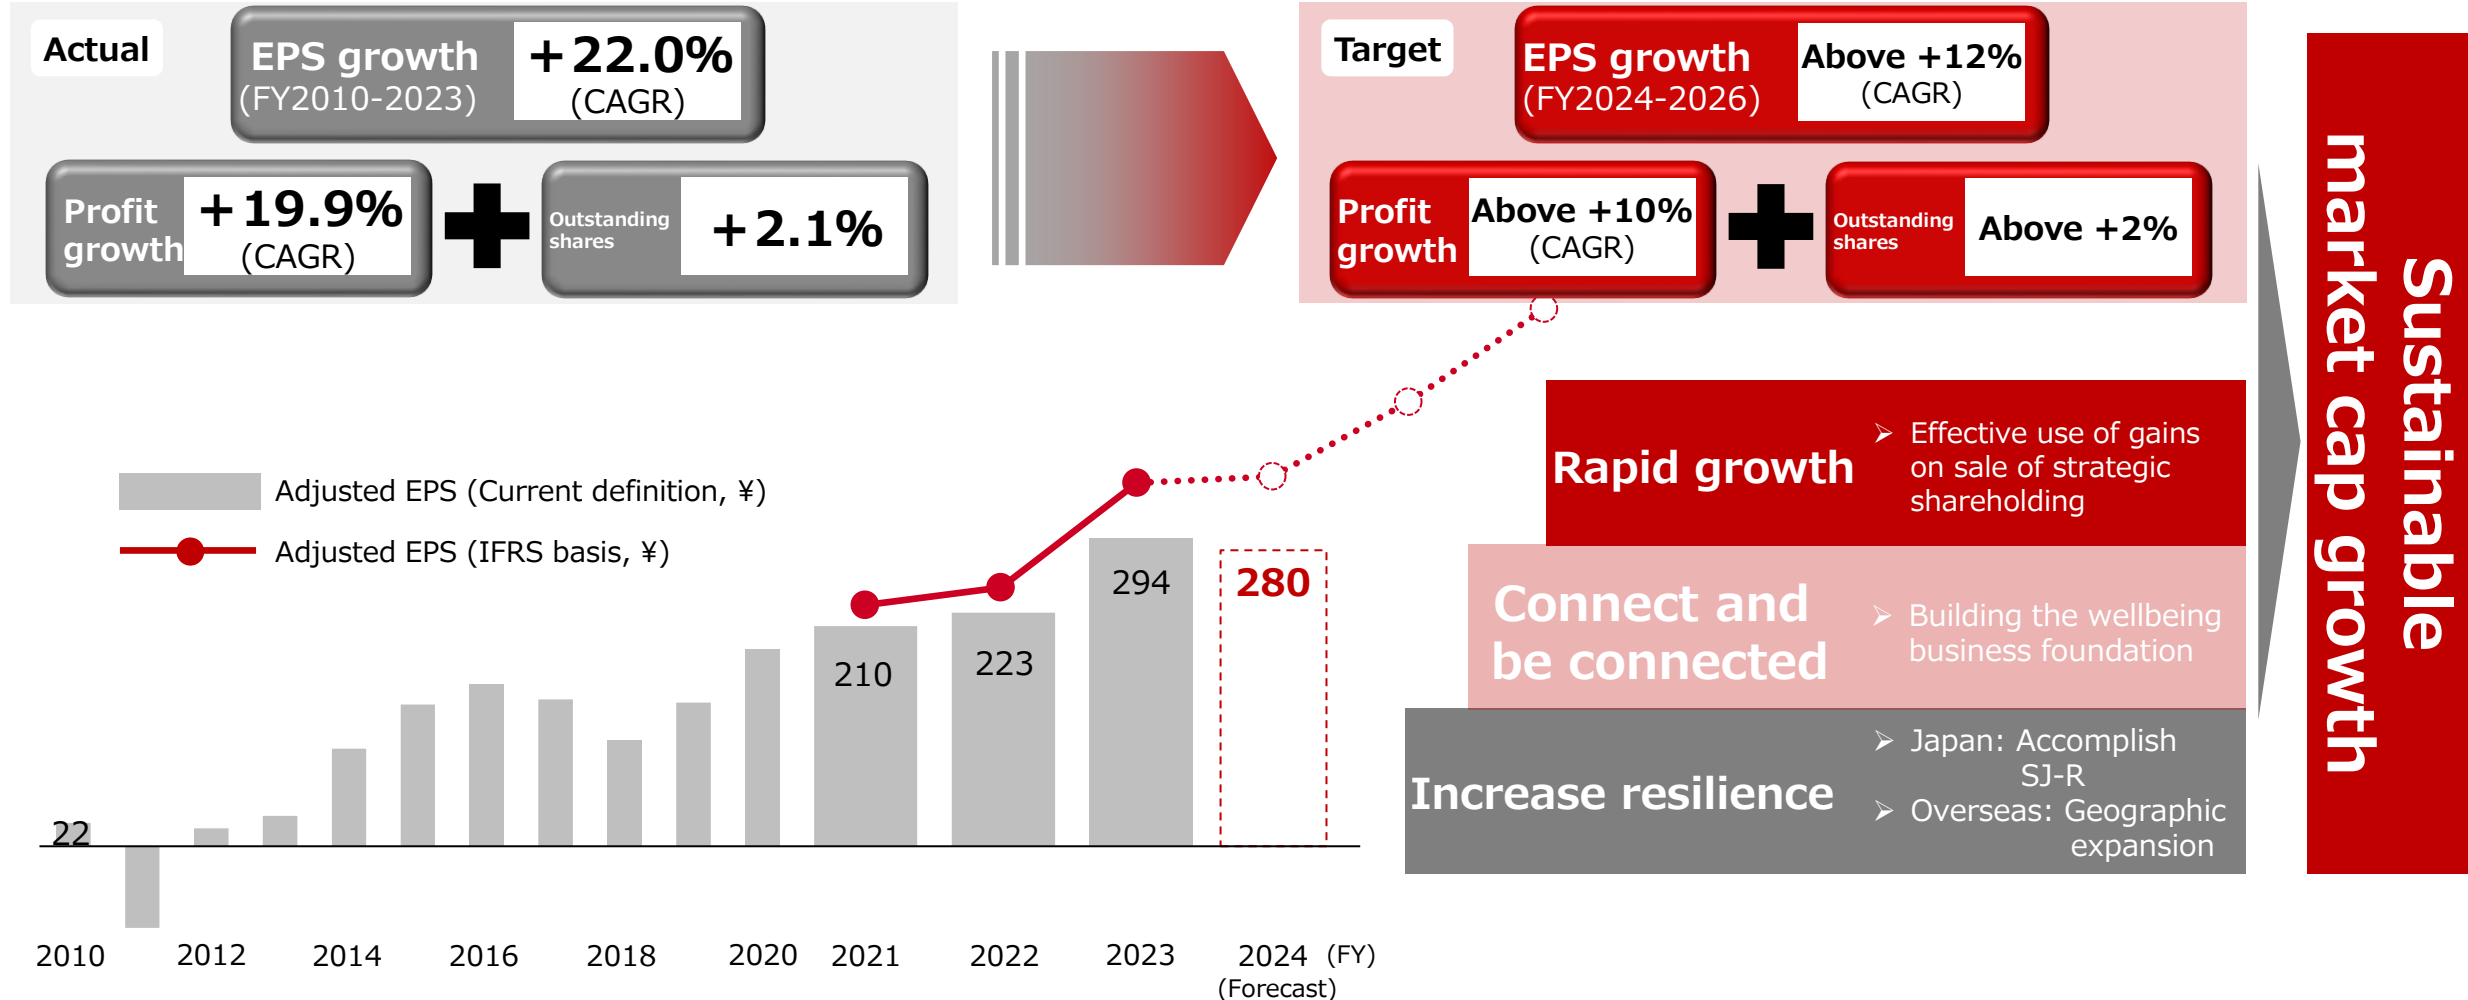 Actual
EPS growth
(FY2010-2023)
+22.0%
(CAGR)
Profit
growth
+19.9%
(CAGR)
Outstanding
shares
+2.1%
Target
EPS growth
(FY2024-2026)
Above +12%
(CAGR)
Profit
growth
Above +10%
(CAGR)
Outstanding
shares
Above +2%
Sustainable
market cap growth
Adjusted EPS (Current definition, ¥)
Adjusted EPS (IFRS basis, ¥)
22
210
223
294
280
2010
2012
2014
2016
2018
2020
2021
2022
2023
2024
(FY)
(Forecast)
Rapid growth
➢ Effective use of gains
on sale of strategic
shareholding
Connect and
be connected
➢ Building the wellbeing
business foundation
Increase resilience
➢ Japan: Accomplish
SJ-R
➢ Overseas: Geographic
expansion